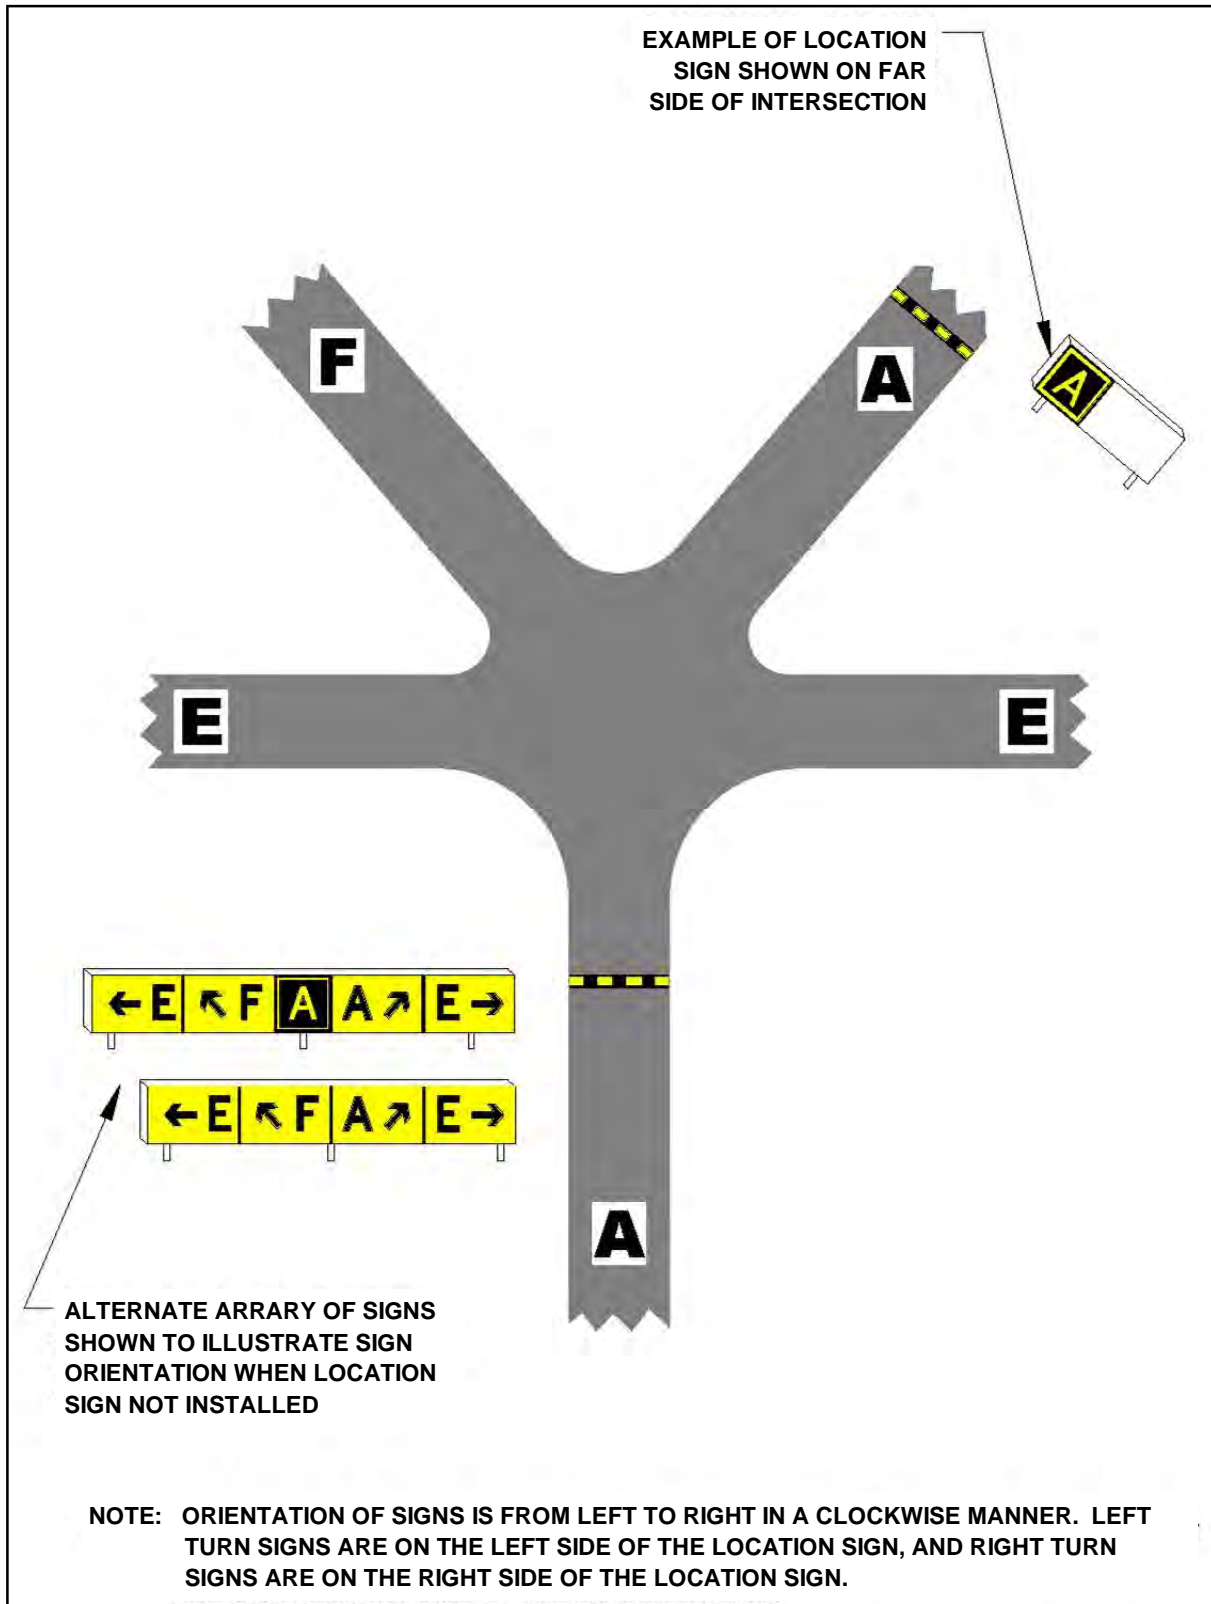 EXAMPLE OF LOCATION
SIGN SHOWN ON FAR
SIDE OF INTERSECTION
A
F
A
E
E
←E ↖F A A↗ E→
←E ↖F A↗ E→
A
ALTERNATE ARRARY OF SIGNS
SHOWN TO ILLUSTRATE SIGN
ORIENTATION WHEN LOCATION
SIGN NOT INSTALLED
NOTE: ORIENTATION OF SIGNS IS FROM LEFT TO RIGHT IN A CLOCKWISE MANNER. LEFT
TURN SIGNS ARE ON THE LEFT SIDE OF THE LOCATION SIGN, AND RIGHT TURN
SIGNS ARE ON THE RIGHT SIDE OF THE LOCATION SIGN.